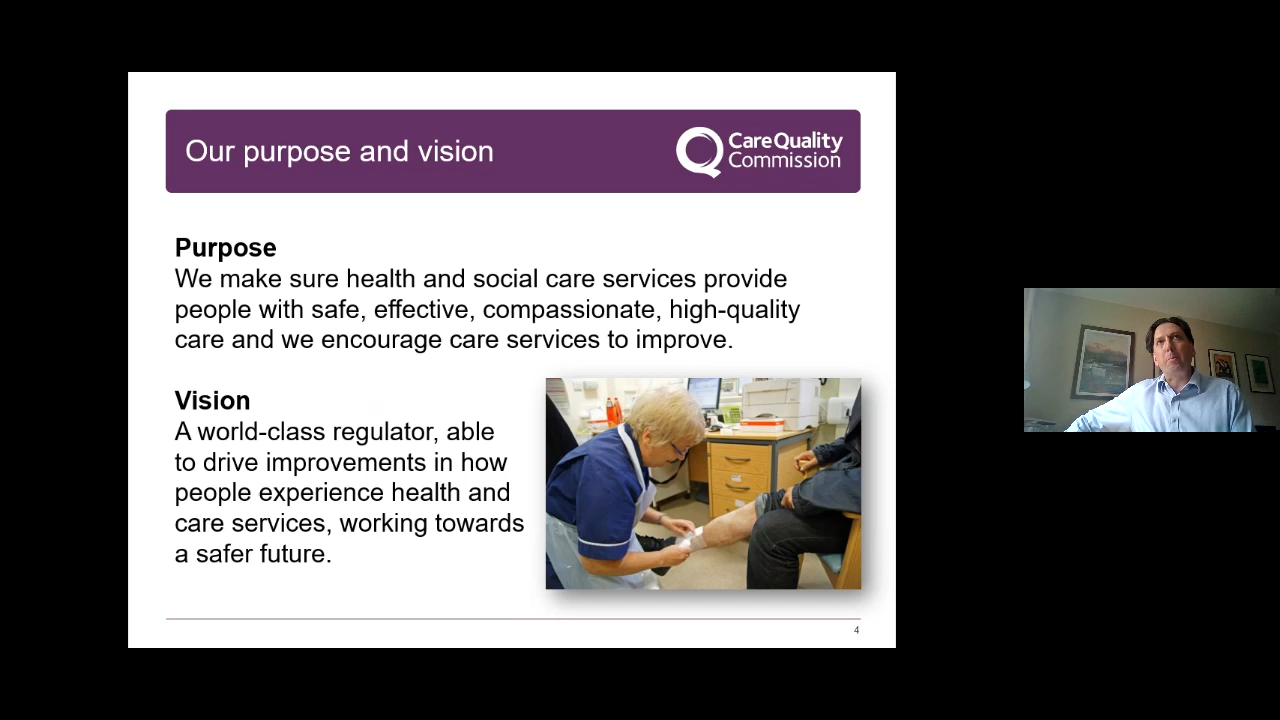 Our purpose and vision
CareQuality
Commission
Purpose
We make sure health and social care services provide
people with safe, effective, compassionate, high-quality
care and we encourage care services to improve.
Vision
A world-class regulator, able
to drive improvements in how
people experience health and
care services, working towards
a safer future.
4